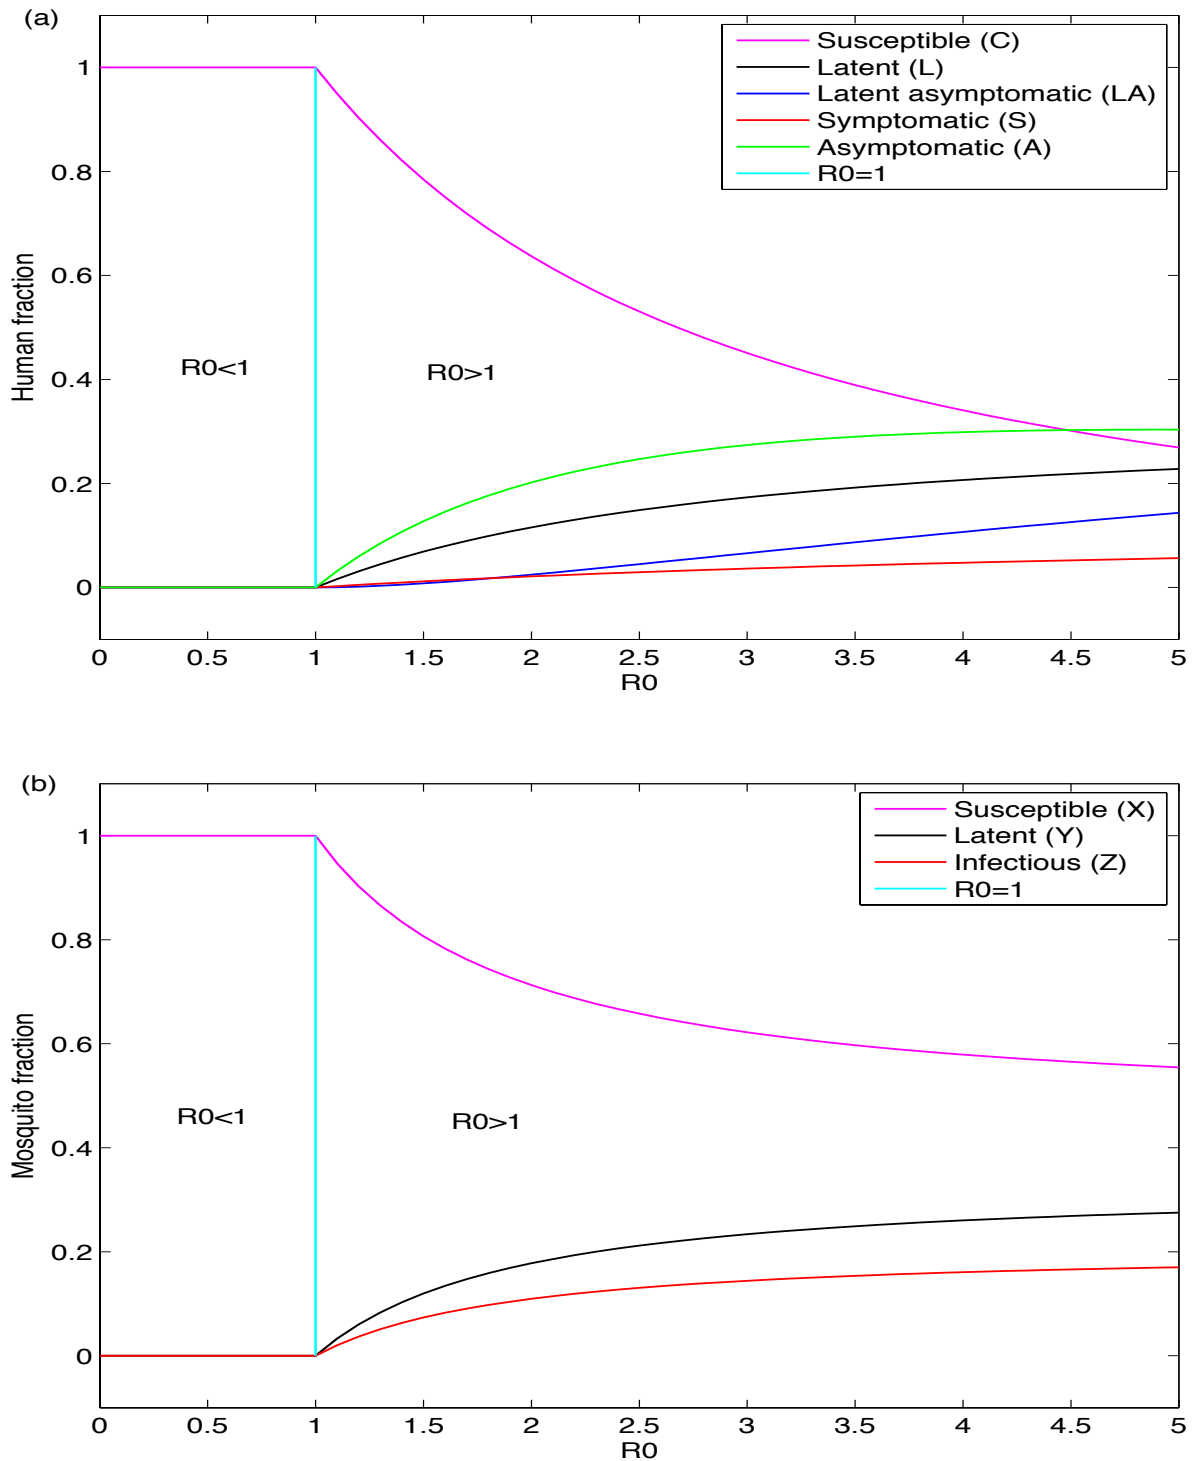 (a)
Susceptible (C)
Latent (L)
Latent asymptomatic (LA)
Symptomatic (S)
Asymptomatic (A)
R0=1
1
0.8
0.6
0.4
0.2
0
Human fraction
R0<1
R0>1
0 0.5 1 1.5 2 2.5 3 3.5 4 4.5 5
R0
(b)
Susceptible (X)
Latent (Y)
Infectious (Z)
R0=1
1
0.8
0.6
0.4
0.2
0
Mosquito fraction
R0<1
R0>1
0 0.5 1 1.5 2 2.5 3 3.5 4 4.5 5
R0